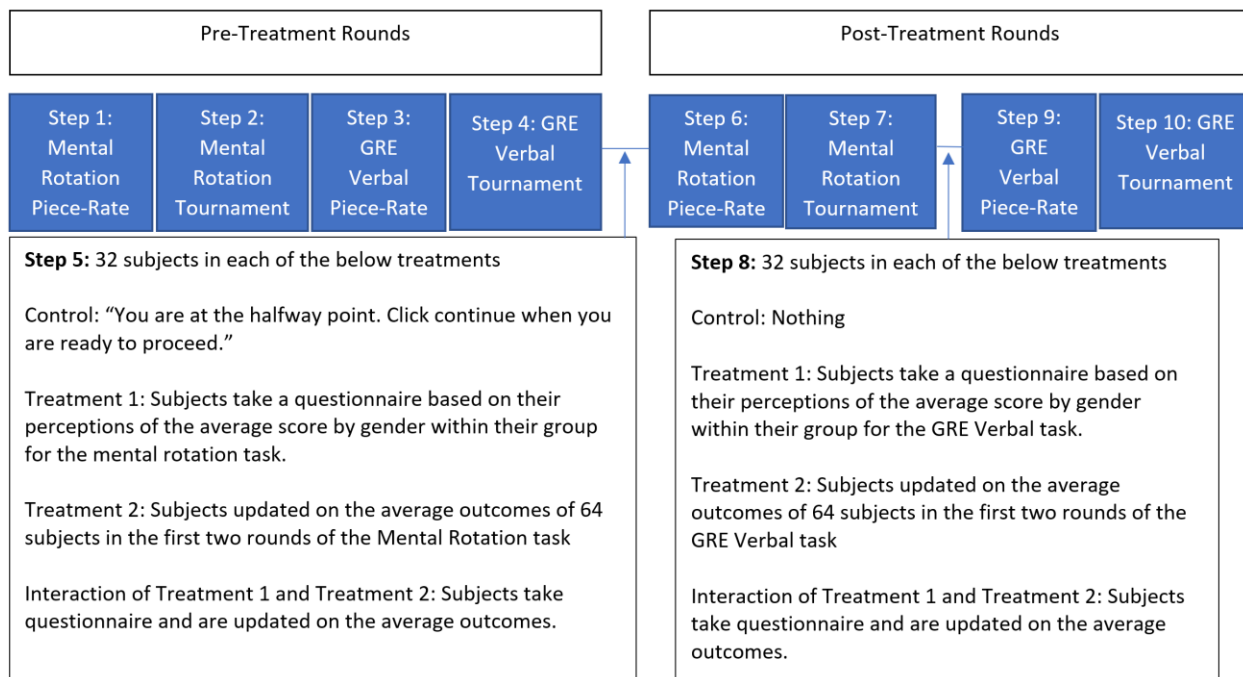 Pre-Treatment Rounds
Post-Treatment Rounds
Step 1:
Mental
Rotation
Piece-Rate
Step 2:
Mental
Rotation
Tournament
Step 3:
GRE
Verbal
Piece-Rate
Step 4: GRE
Verbal
Tournament
Step 6:
Mental
Rotation
Piece-Rate
Step 7:
Mental
Rotation
Tournament
Step 9:
GRE
Verbal
Piece-Rate
Step 10: GRE
Verbal
Tournament
Step 5: 32 subjects in each of the below treatments
Control: “You are at the halfway point. Click continue when you
are ready to proceed.”
Treatment 1: Subjects take a questionnaire based on their
perceptions of the average score by gender within their group
for the mental rotation task.
Treatment 2: Subjects updated on the average outcomes of 64
subjects in the first two rounds of the Mental Rotation task
Interaction of Treatment 1 and Treatment 2: Subjects take
questionnaire and are updated on the average outcomes.
Step 8: 32 subjects in each of the below treatments
Control: Nothing
Treatment 1: Subjects take a questionnaire based on
their perceptions of the average score by gender
within their group for the GRE Verbal task.
Treatment 2: Subjects updated on the average
outcomes of 64 subjects in the first two rounds of the
GRE Verbal task
Interaction of Treatment 1 and Treatment 2: Subjects
take questionnaire and are updated on the average
outcomes.